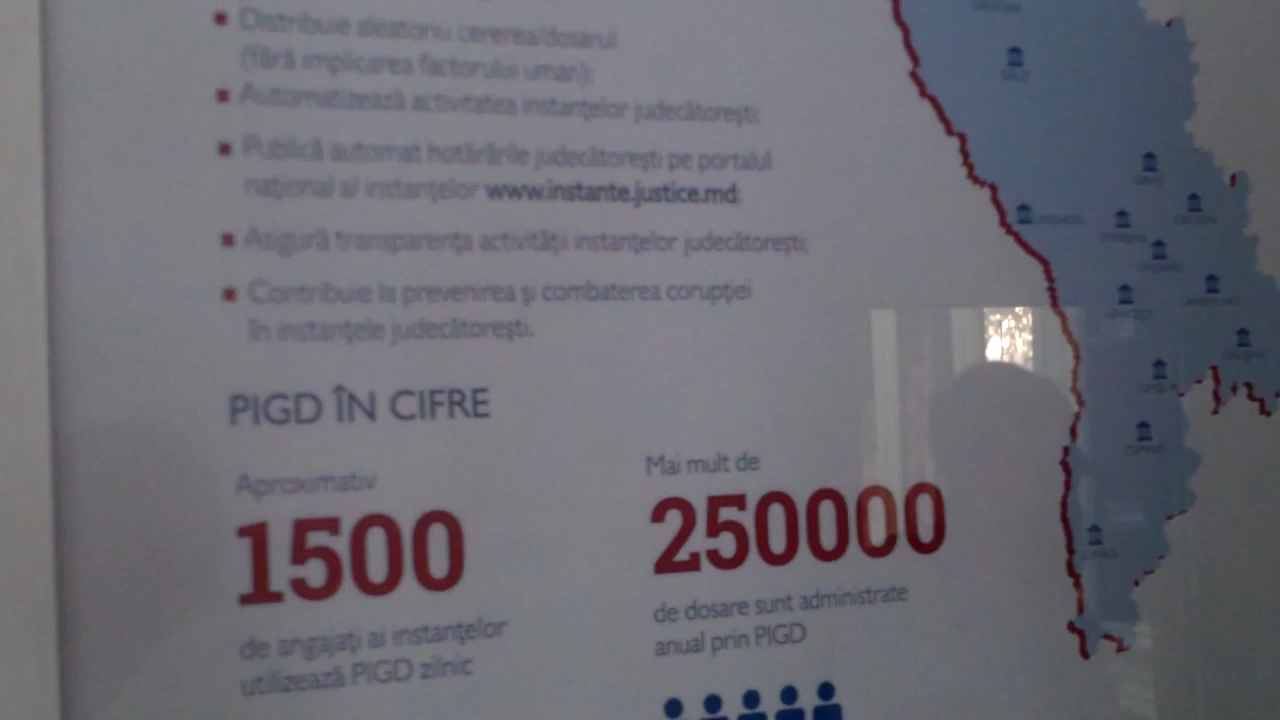 Distribuie aleatoriu cererea/dosarul
(fără implicarea factorului uman);
Automatizează activitatea instanțelor judecătorești;
Publică automat hotărârile judecătorești pe portalul
național al instanțelor www.instante.justice.md;
Asigură transparența activității instanțelor judecătorești;
Contribuie la prevenirea și combaterea corupției
în instanțele judecătorești.
PIGD ÎN CIFRE
Aproximativ
1500
de angajați ai instanțelor
utilizează PIGD zilnic
Mai mult de
250000
de dosare sunt administrate
anual prin PIGD